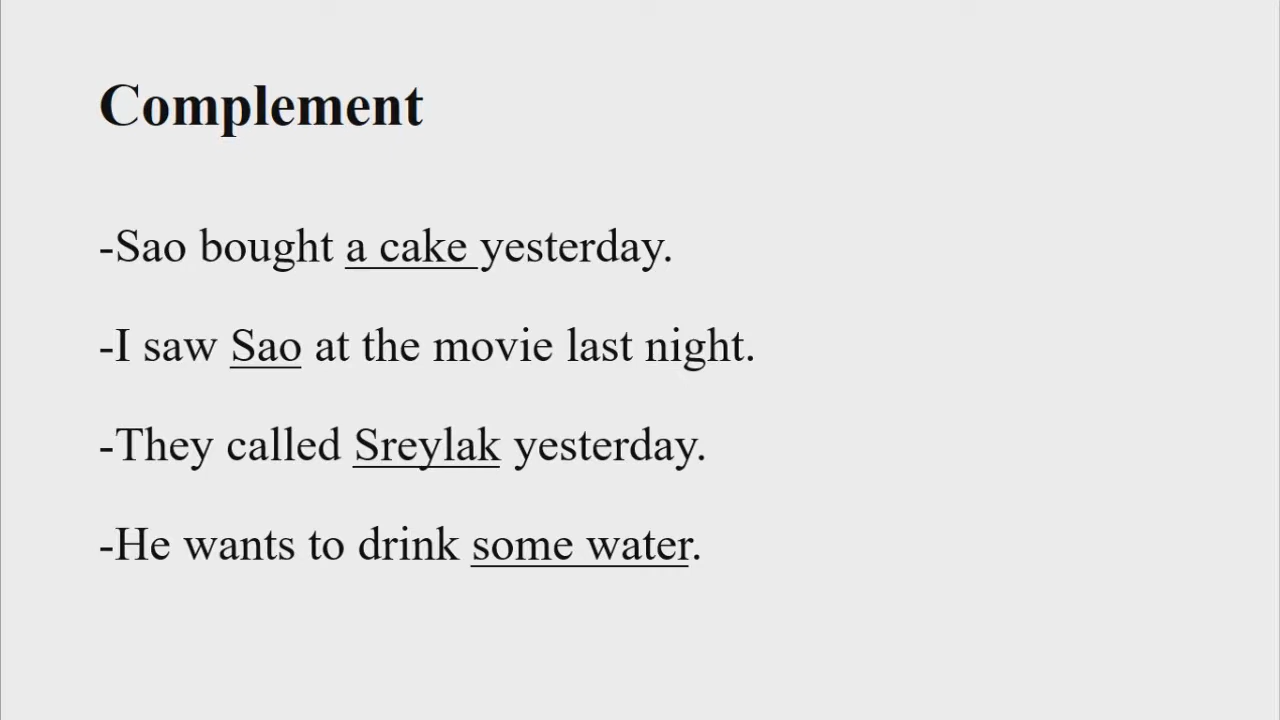 Complement
-Sao bought a cake yesterday.
-I saw Sao at the movie last night.
-They called Sreylak yesterday.
-He wants to drink some water.